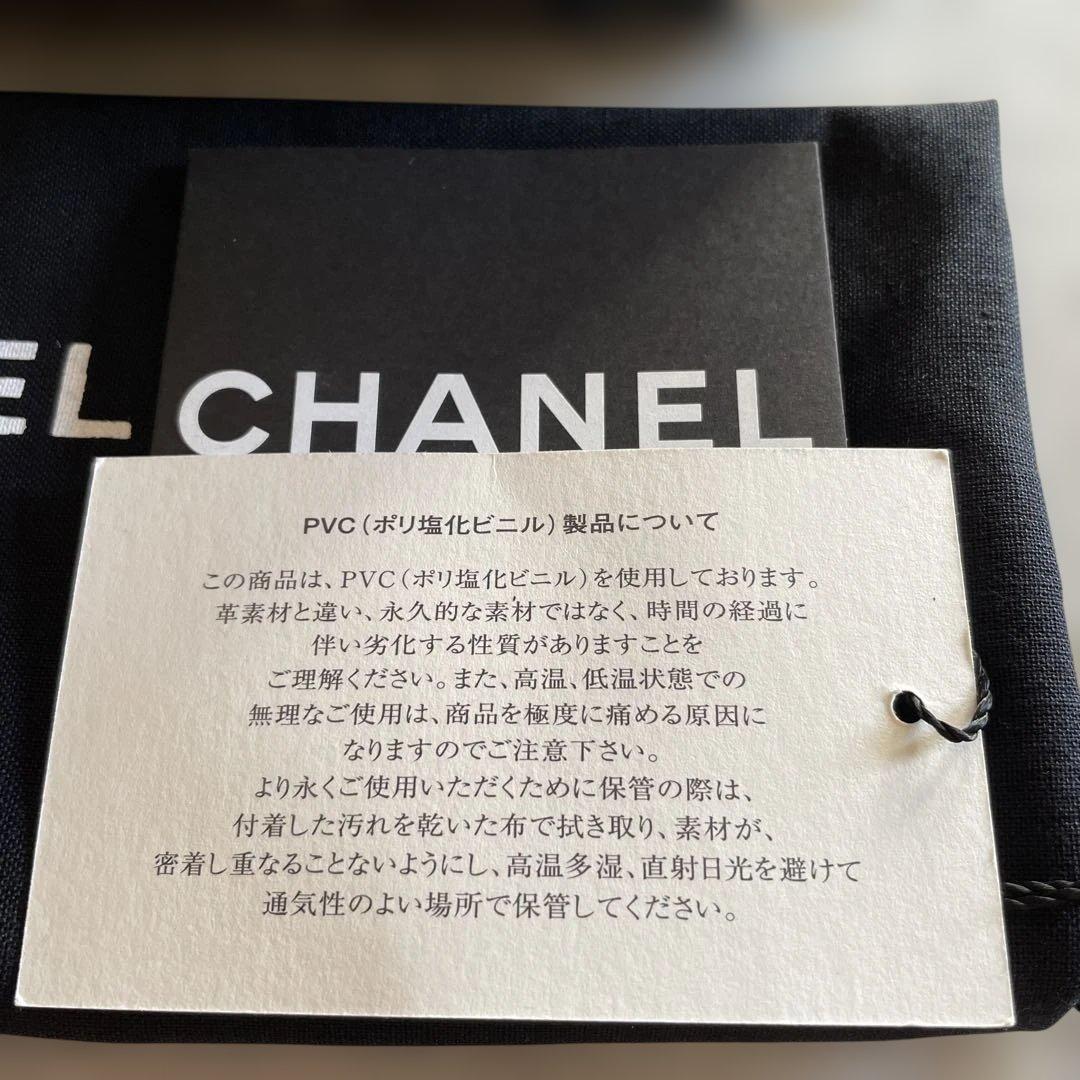 EL
CHANEL
PVC(ポリ塩化ビニル)製品について
この商品は、PVC(ポリ塩化ビニル)を使用しております。
革素材と違い、永久的な素材ではなく、時間の経過に
伴い劣化する性質がありますことを
ご理解ください。また、高温、低温状態での
無理なご使用は、商品を極度に痛める原因に
なりますのでご注意下さい。
より永くご使用いただくために保管の際は、
付着した汚れを乾いた布で拭き取り、素材が、
密着し重なることないようにし、高温多湿、直射日光を避けて
通気性のよい場所で保管してください。